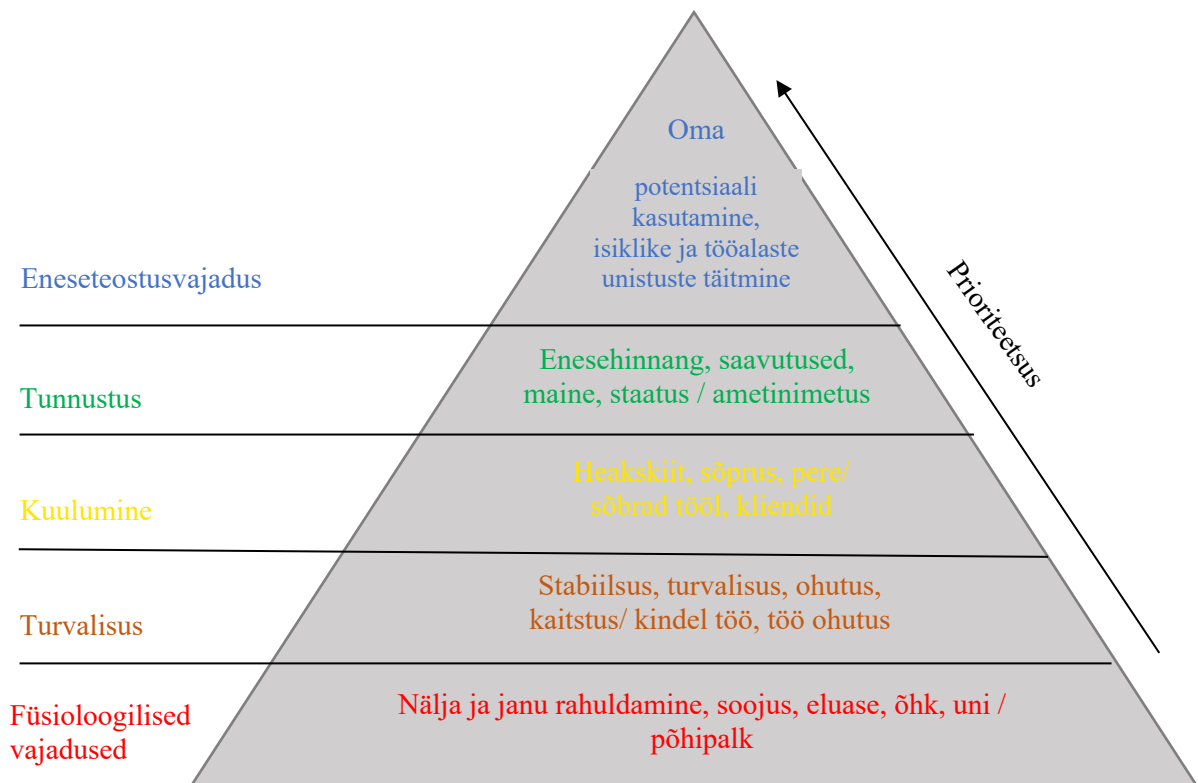 Oma
potentsiaali
kasutamine,
isiklike ja tööalaste
unistuste täitmine
Eneseteostusvajadus
Prioriteetsus
Enesehinnang, saavutused,
maine, staatus / ametinimetus
Tunnustus
Heakskiit, sõprus, pere/
sõbrad tööl, kliendid
Kuulumine
Stabiilsus, turvalisus, ohutus,
kaitstus/ kindel töö, töö ohutus
Turvalisus
Nälja ja janu rahuldamine, soojus, eluase, õhk, uni /
põhipalk
Füsioloogilised
vajadused